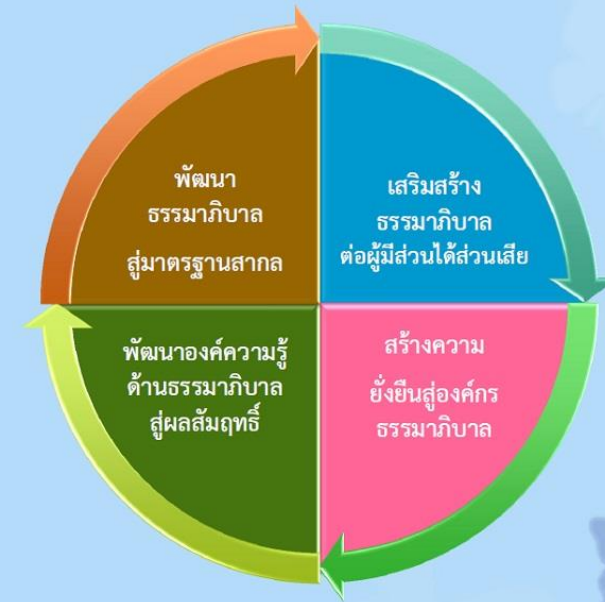 พัฒนา
ธรรมาภิบาล
สู่มาตรฐานสากล
เสริมสร้าง
ธรรมาภิบาล
ต่อผู้มีส่วนได้ส่วนเสีย
พัฒนาองค์ความรู้
ด้านธรรมาภิบาล
สู่ผลสัมฤทธิ์
สร้างความ
ยั่งยืนสู่องค์กร
ธรรมาภิบาล